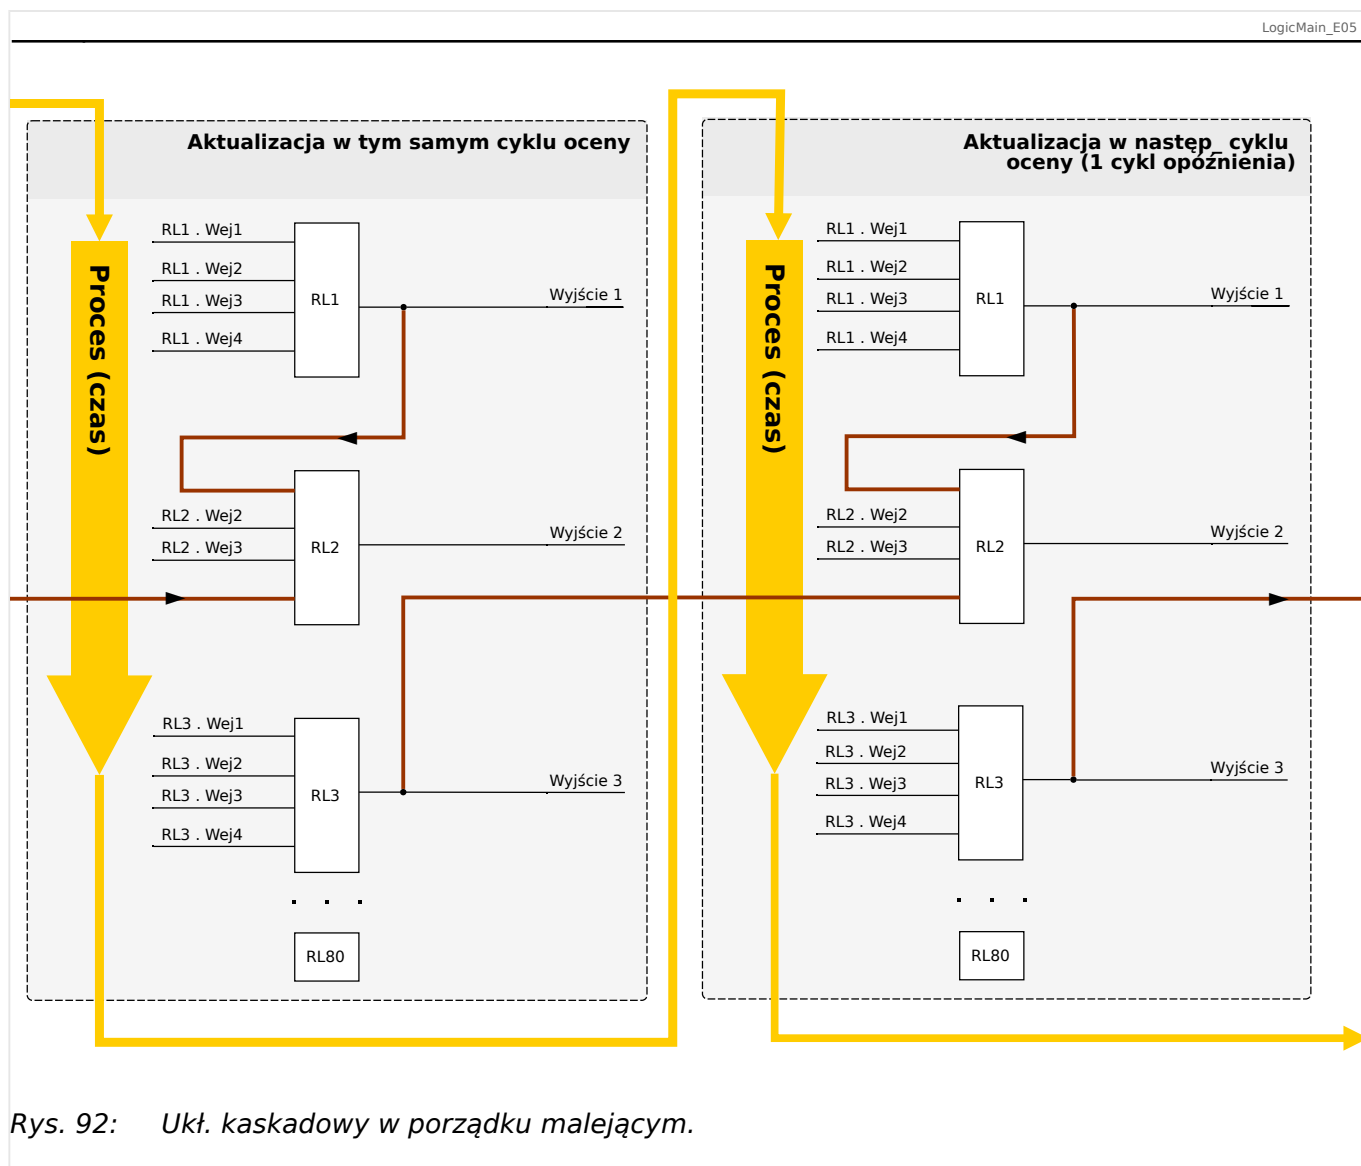 LogicMain_E05
Aktualizacja w tym samym cyklu oceny
Proces (czas)
RL1 . Wej1
RL1 . Wej2
RL1 . Wej3
RL1 . Wej4
RL1
Wyjście 1
RL2 . Wej2
RL2 . Wej3
RL2
Wyjście 2
RL3 . Wej1
RL3 . Wej2
RL3 . Wej3
RL3 . Wej4
RL3
Wyjście 3
. . .
RL80
Aktualizacja w następ_ cyklu
oceny (1 cykl opóźnienia)
Proces (czas)
RL1 . Wej1
RL1 . Wej2
RL1 . Wej3
RL1 . Wej4
RL1
Wyjście 1
RL2 . Wej2
RL2 . Wej3
RL2
Wyjście 2
RL3 . Wej1
RL3 . Wej2
RL3 . Wej3
RL3 . Wej4
RL3
Wyjście 3
. . .
RL80
Rys. 92: Ukł. kaskadowy w porządku malejącym.